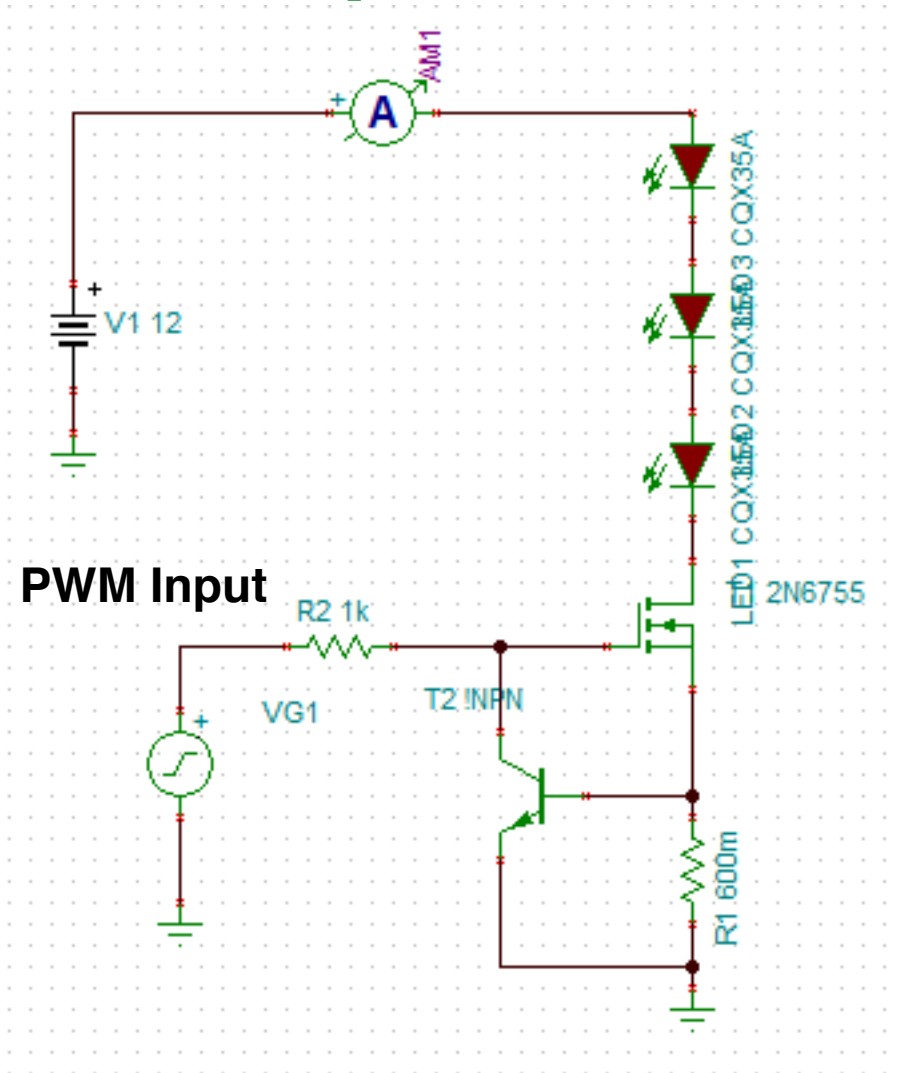 AM1
+
A
LED3 CQX35A
+
V1 12
LED2 CQX35A
LED1 CQX35A
PWM Input
2N6755
R2 1k
T2 !NPN
VG1
+
R1 600m